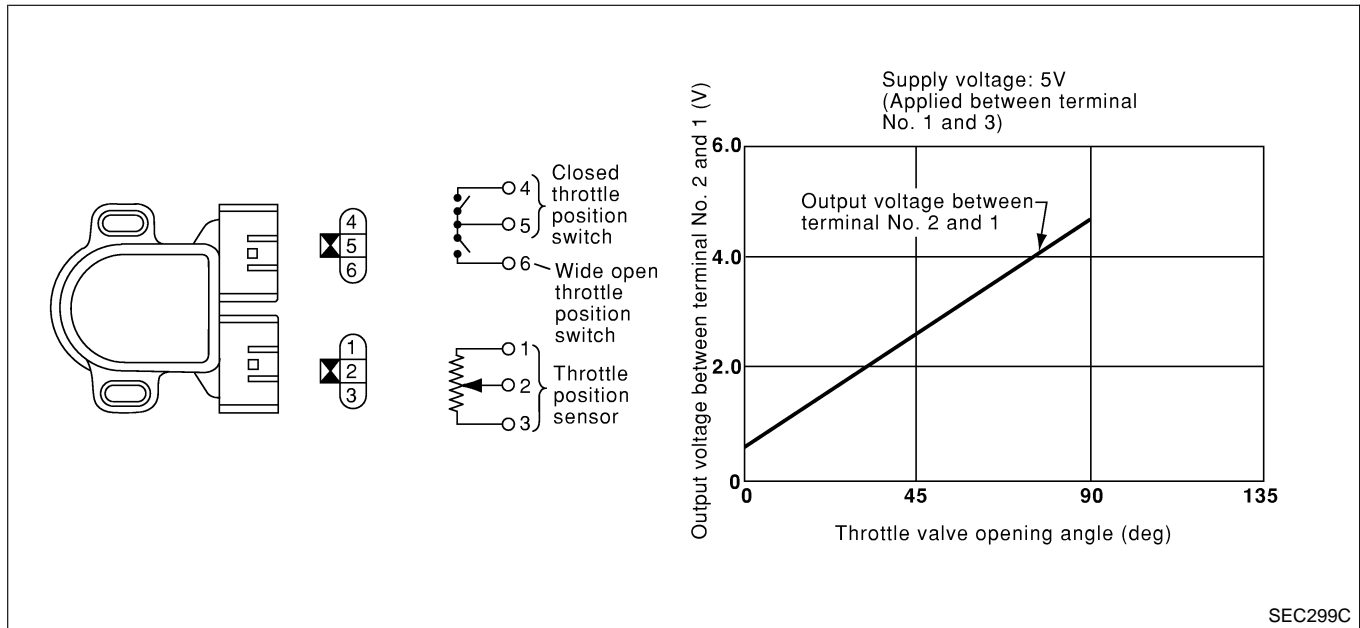 4
5
6
1
2
3
4
5
6
Closed
throttle
position
switch
Wide open
throttle
position
switch
1
2
3
Throttle
position
sensor
Supply voltage: 5V
(Applied between terminal
No. 1 and 3)
Output voltage between terminal No. 2 and 1 (V)
6.0
4.0
2.0
0
Output voltage between
terminal No. 2 and 1
0
45
90
135
Throttle valve opening angle (deg)
SEC299C